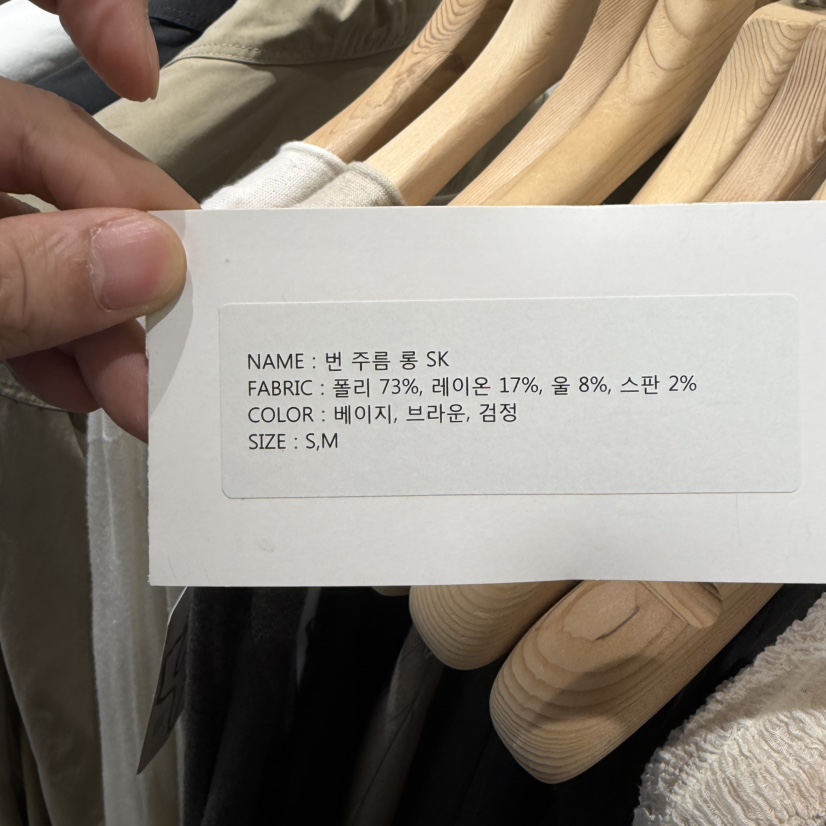 NAME : 번 주름 롱 SK
FABRIC : 폴리 73%, 레이온 17%, 울 8%, 스판 2%
COLOR : 베이지, 브라운, 검정
SIZE : S,M